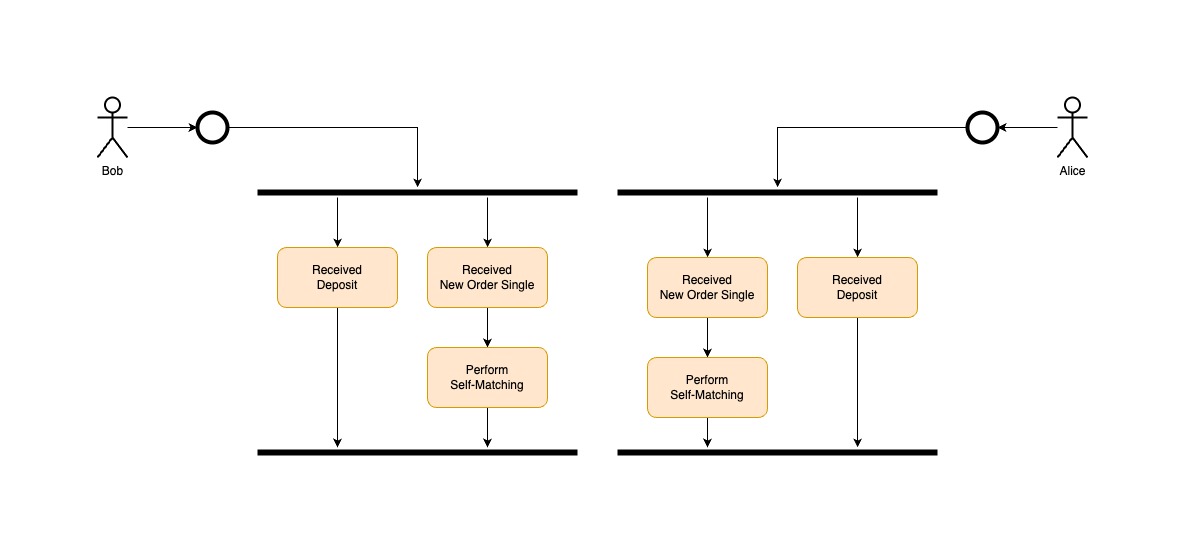 Bob
Alice
Received
Deposit
Received
New Order Single
Perform
Self-Matching
Received
New Order Single
Perform
Self-Matching
Received
Deposit